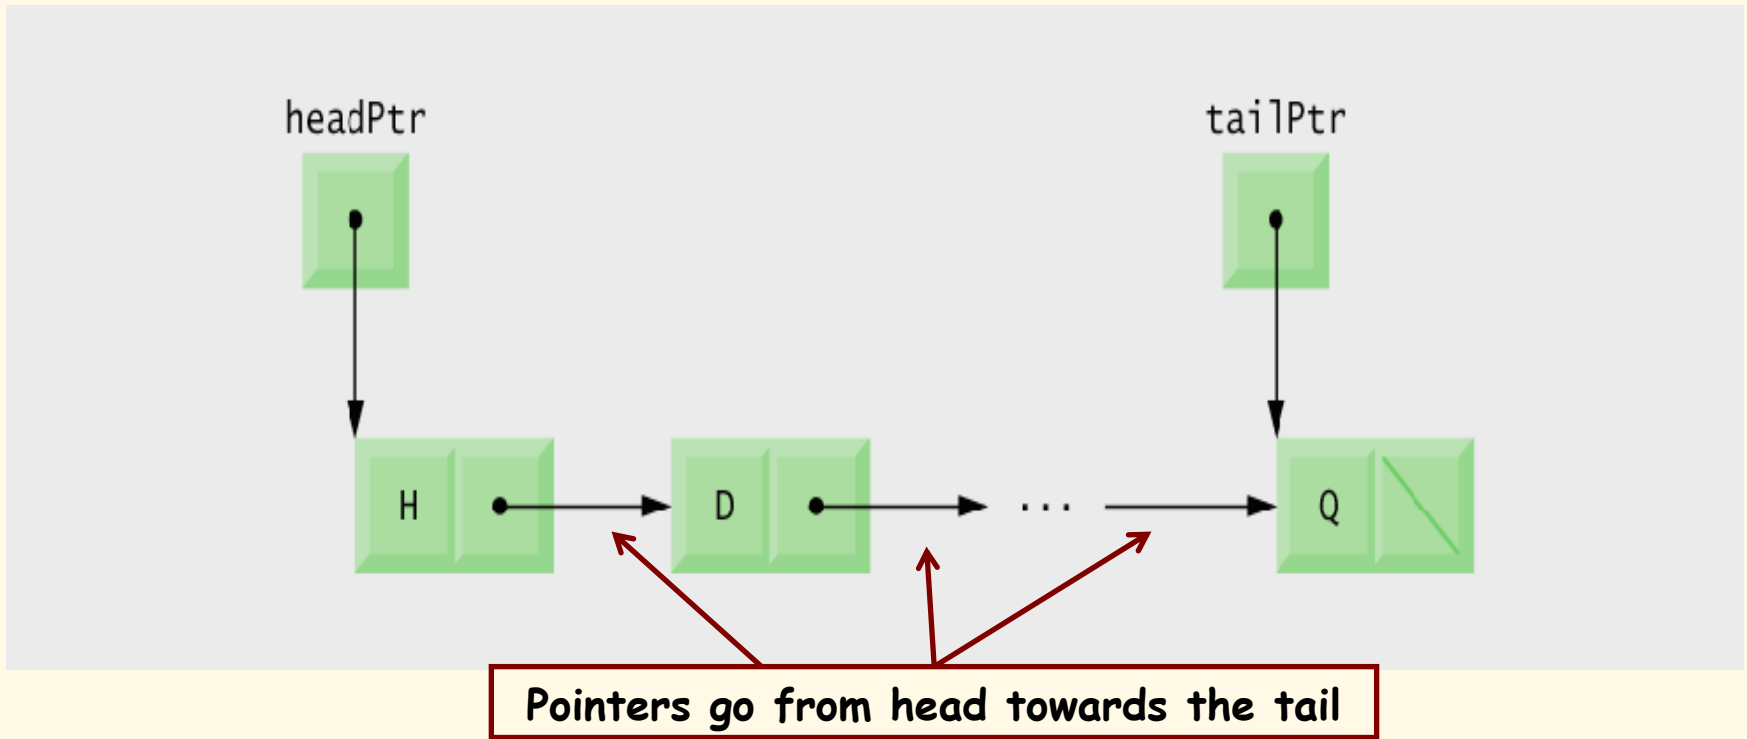 headPtr tailPtr
H D ... Q
Pointers go from head towards the tail